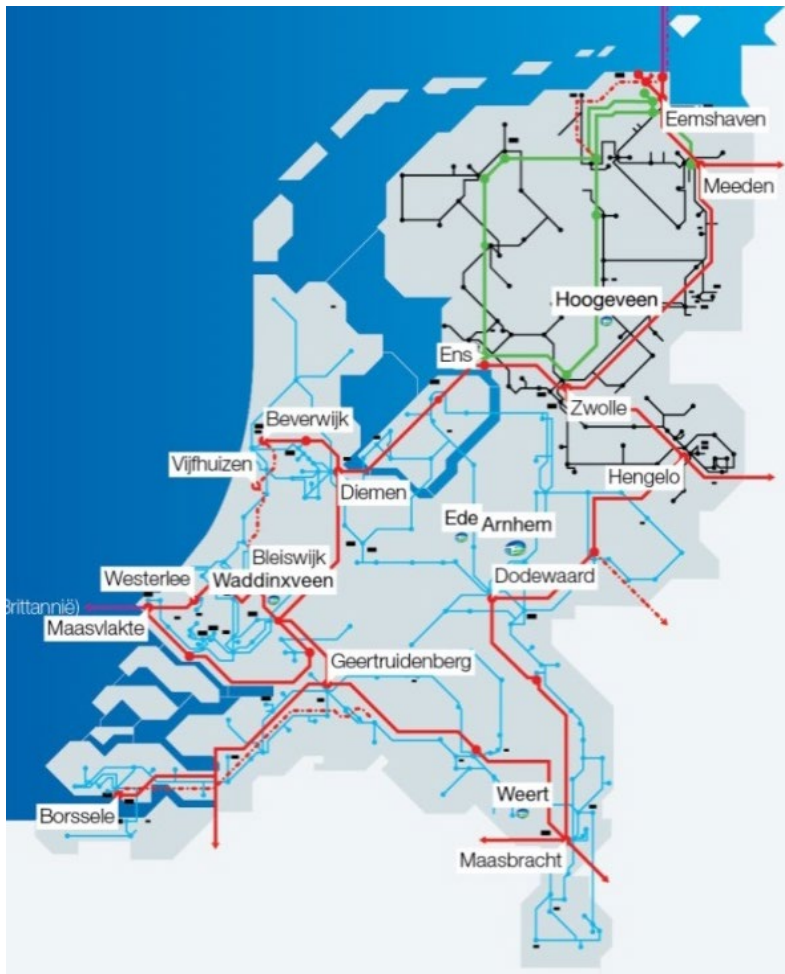 Eemshaven
Meeden
Hoogeveen
Ens
Zwolle
Beverwijk
Vijfhuizen
Diemen
Hengelo
Ede
Arnhem
Bleiswijk
Westerlee
Waddinxveen
Dodewaard
Brittannië)
Maasvlakte
Geertruidenberg
Weert
Borssele
Maasbracht